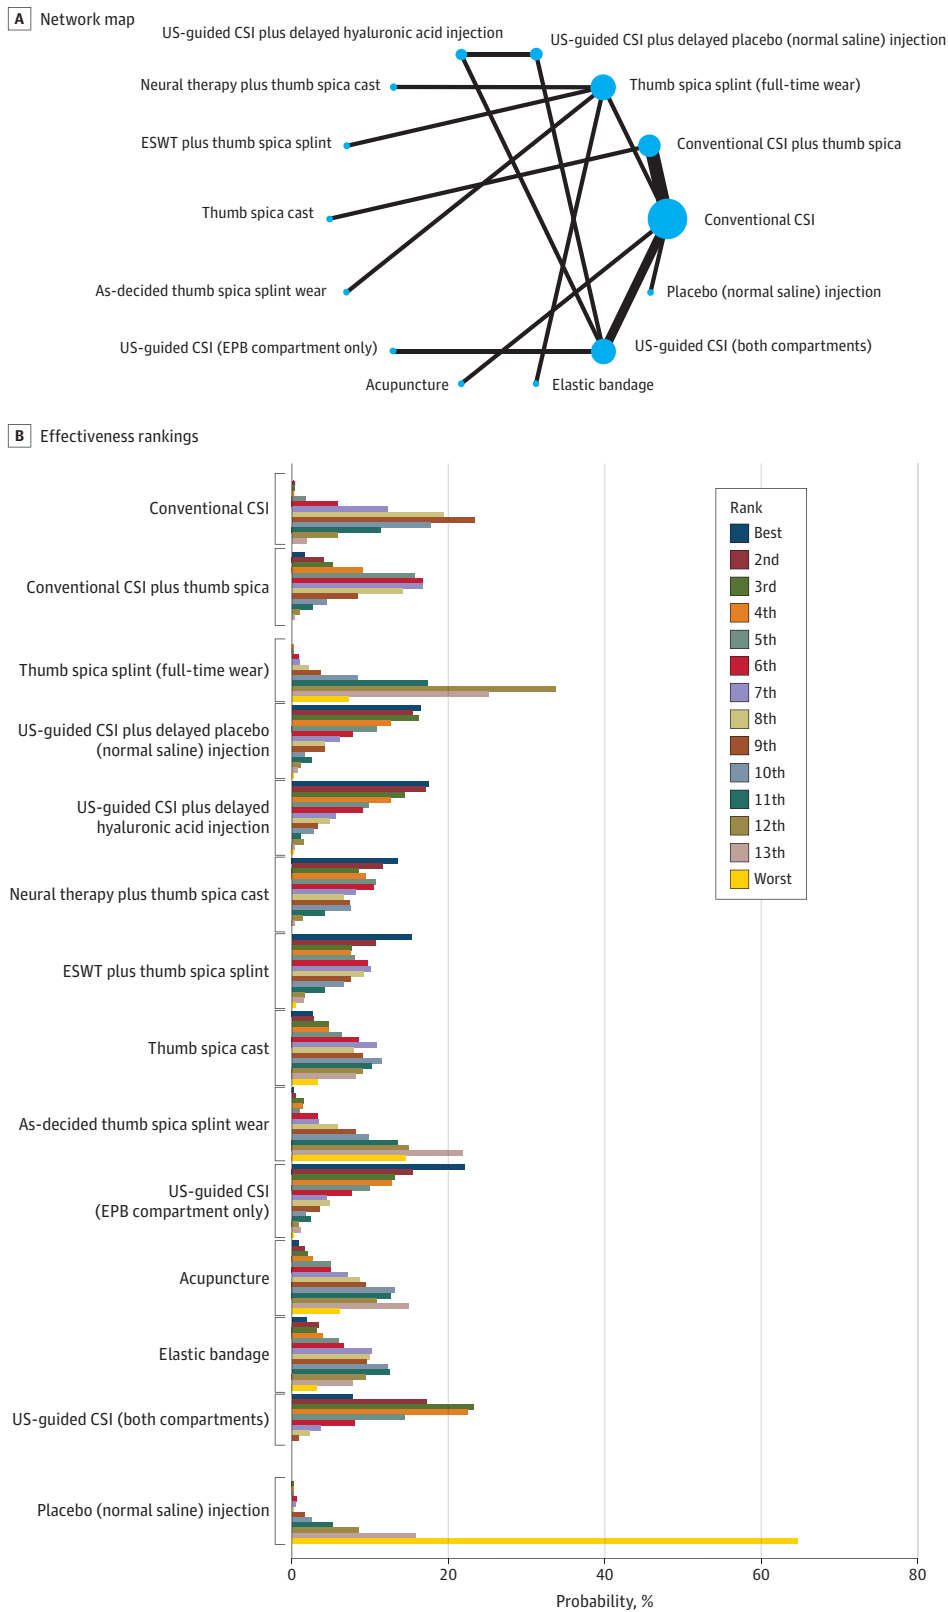 A Network map
US-guided CSI plus delayed hyaluronic acid injection
US-guided CSI plus delayed placebo (normal saline) injection
Neural therapy plus thumb spica cast
Thumb spica splint (full-time wear)
ESWT plus thumb spica splint
Conventional CSI plus thumb spica
Thumb spica cast
Conventional CSI
As-decided thumb spica splint wear
Placebo (normal saline) injection
US-guided CSI (EPB compartment only)
US-guided CSI (both compartments)
Acupuncture
Elastic bandage
B Effectiveness rankings
Conventional CSI
Conventional CSI plus thumb spica
Thumb spica splint (full-time wear)
US-guided CSI plus delayed placebo
(normal saline) injection
US-guided CSI plus delayed
hyaluronic acid injection
Neural therapy plus thumb spica cast
ESWT plus thumb spica splint
Thumb spica cast
As-decided thumb spica splint wear
US-guided CSI
(EPB compartment only)
Acupuncture
Elastic bandage
US-guided CSI (both compartments)
Placebo (normal saline) injection
Rank
Best
2nd
3rd
4th
5th
6th
7th
8th
9th
10th
11th
12th
13th
Worst
0 20 40 60 80
Probability, %